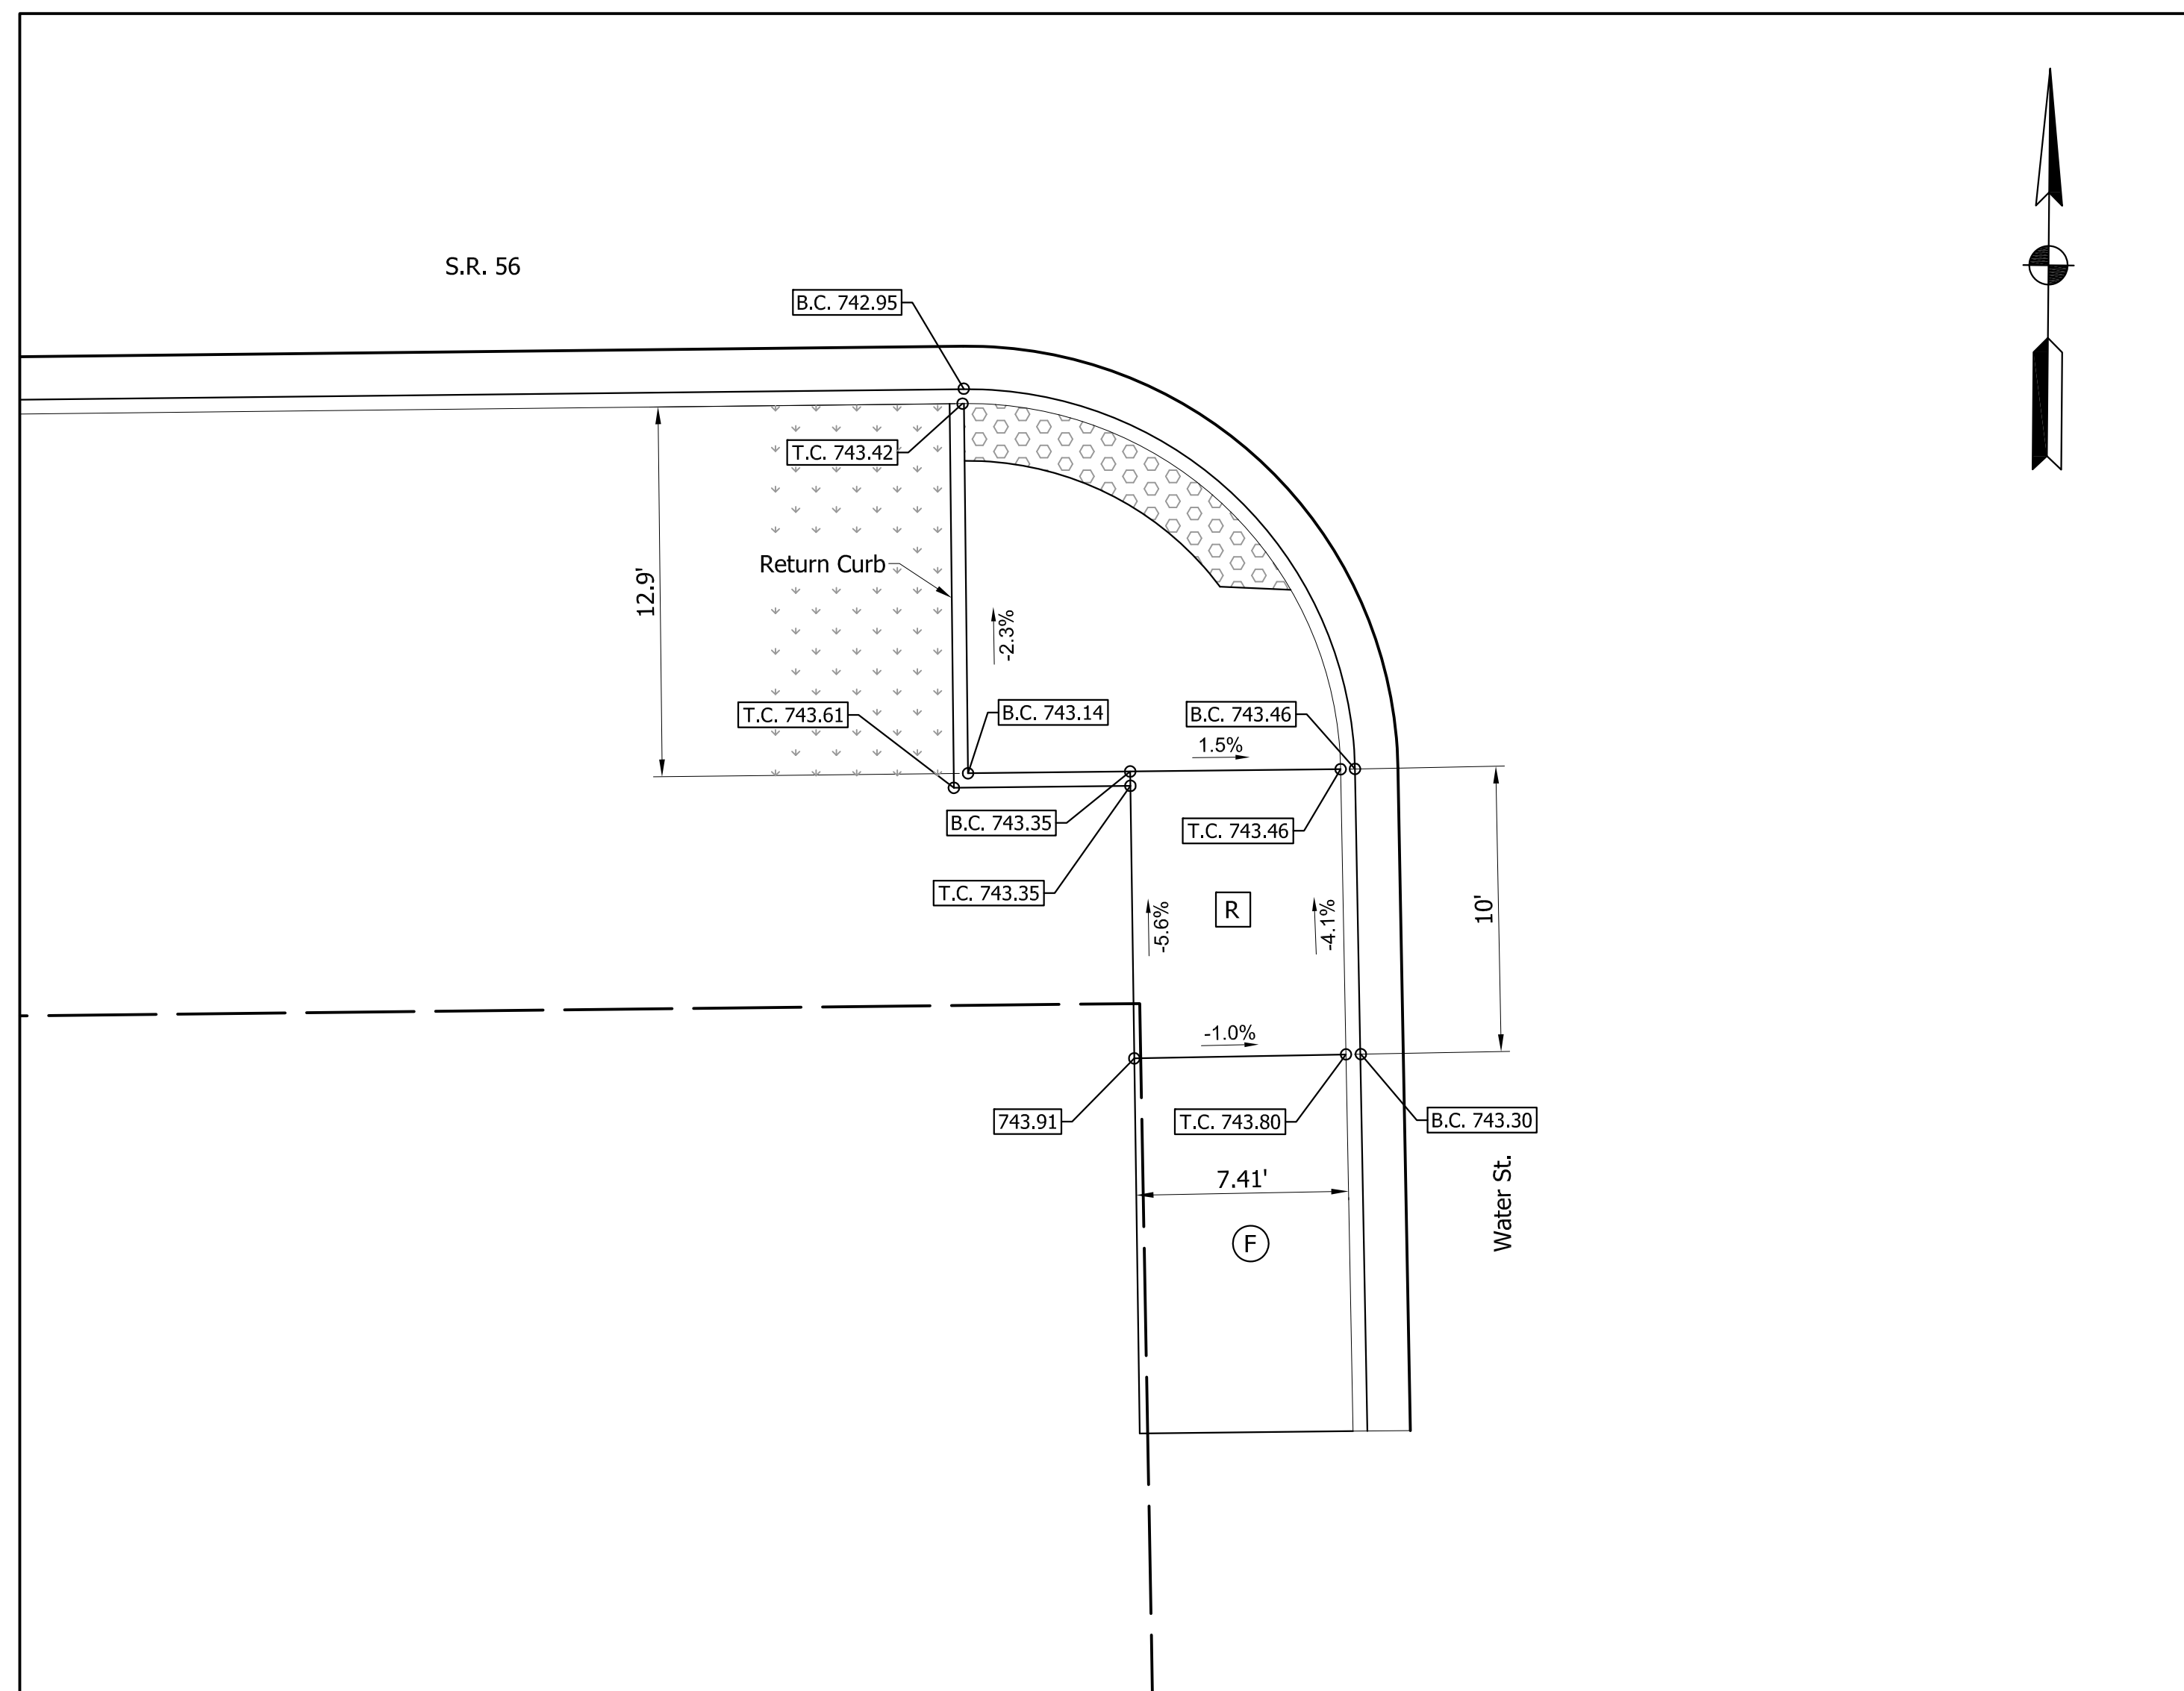 S.R. 56
B.C. 742.95
T.C. 743.42
Return Curb
12.9'
-2.3%
T.C. 743.61
B.C. 743.14
B.C. 743.46
1.5%
B.C. 743.35
T.C. 743.46
T.C. 743.35
R
-5.6%
-4.1%
10'
-1.0%
743.91
T.C. 743.80
B.C. 743.30
7.41'
Water St.
F